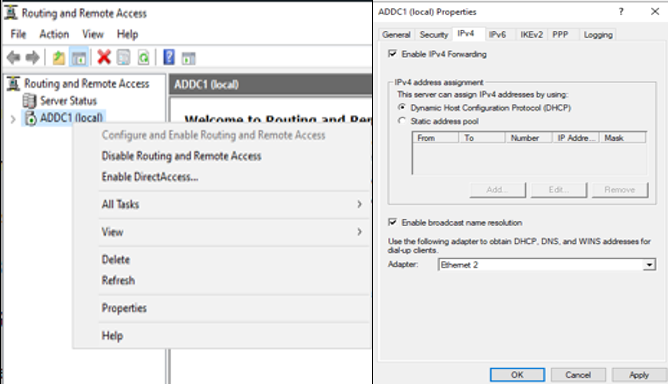 Routing and Remote Access
File Action View Help
Routing and Remote Access
Server Status
ADDC1 (local)
ADDC1 (local)
Welcome to Routing and Re
Configure and Enable Routing and Remote Access
Disable Routing and Remote Access
Enable DirectAccess...
All Tasks
View
Delete
Refresh
Properties
Help
ADDC1 (local) Properties
General Security IPv4 IPv6 IKEv2 PPP Logging
Enable IPv4 Forwarding
IPv4 address assignment
This server can assign IPv4 addresses by using:
Dynamic Host Configuration Protocol (DHCP)
Static address pool
From To Number IP Addre... Mask
Add... Edit... Remove
Enable broadcast name resolution
Use the following adapter to obtain DHCP, DNS, and WINS addresses for
dial-up clients.
Adapter: Ethernet 2
OK Cancel Apply